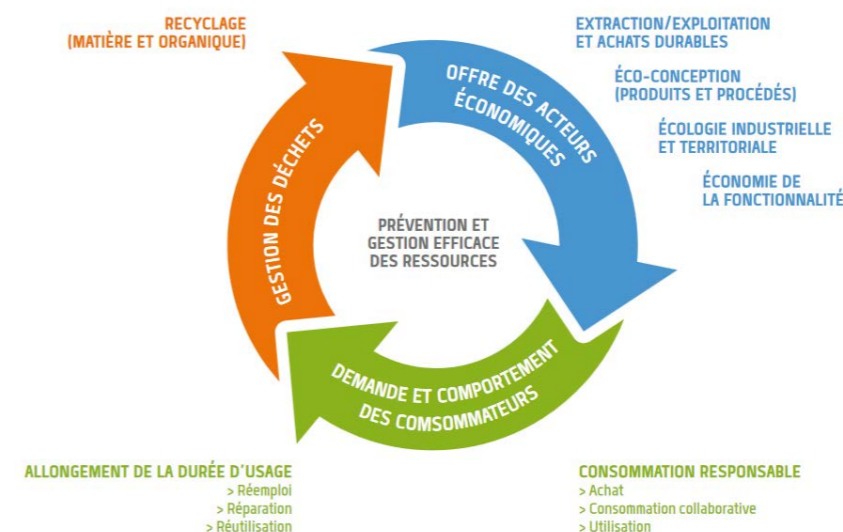 RECYCLAGE
(MATIÈRE ET ORGANIQUE)
EXTRACTION/EXPLOITATION
ET ACHATS DURABLES
ÉCO-CONCEPTION
(PRODUITS ET PROCÉDÉS)
ÉCOLOGIE INDUSTRIELLE
ET TERRITORIALE
ÉCONOMIE DE
LA FONCTIONNALITÉ
OFFRE DES ACTEURS
ÉCONOMIQUES
GESTION DES DÉCHETS
PRÉVENTION ET
GESTION EFFICACE
DES RESSOURCES
DEMANDE ET COMPORTEMENT
DES COMSOMMATEURS
ALLONGEMENT DE LA DURÉE D'USAGE
> Réemploi
> Réparation
> Réutilisation
CONSOMMATION RESPONSABLE
> Achat
> Consommation collaborative
> Utilisation